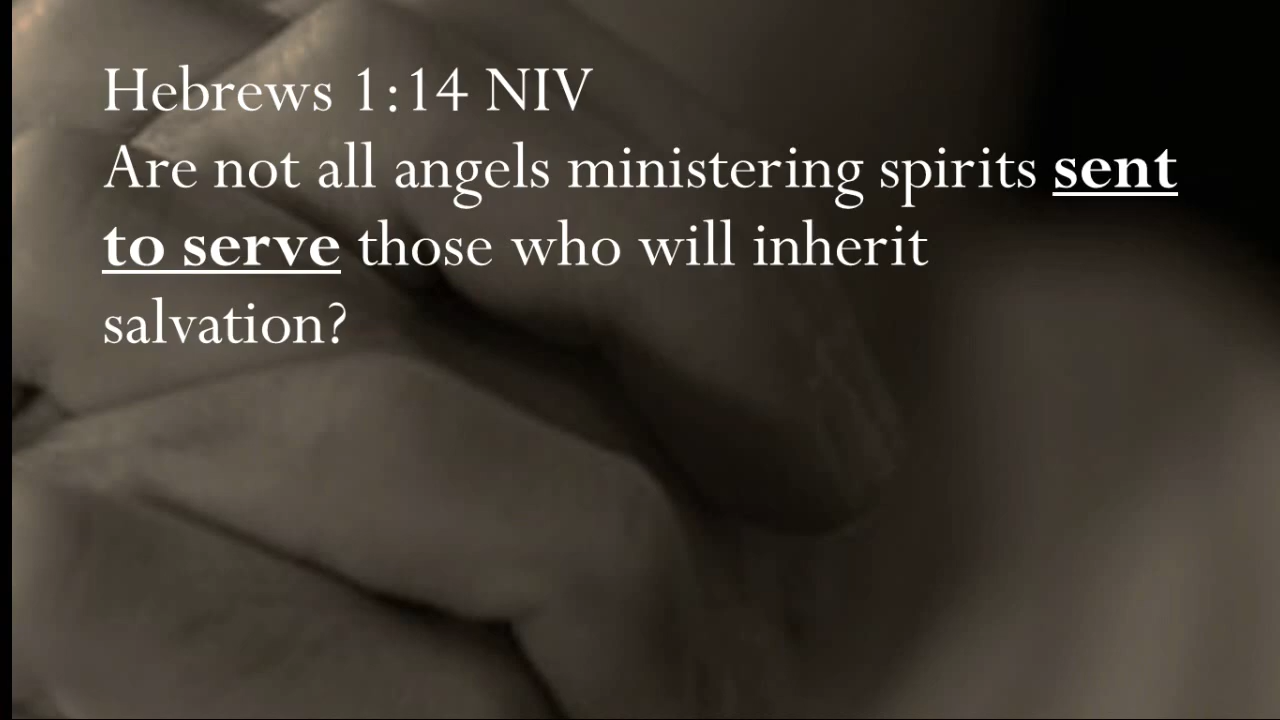 Hebrews 1:14 NIV
Are not all angels ministering spirits sent
to serve those who will inherit
salvation?